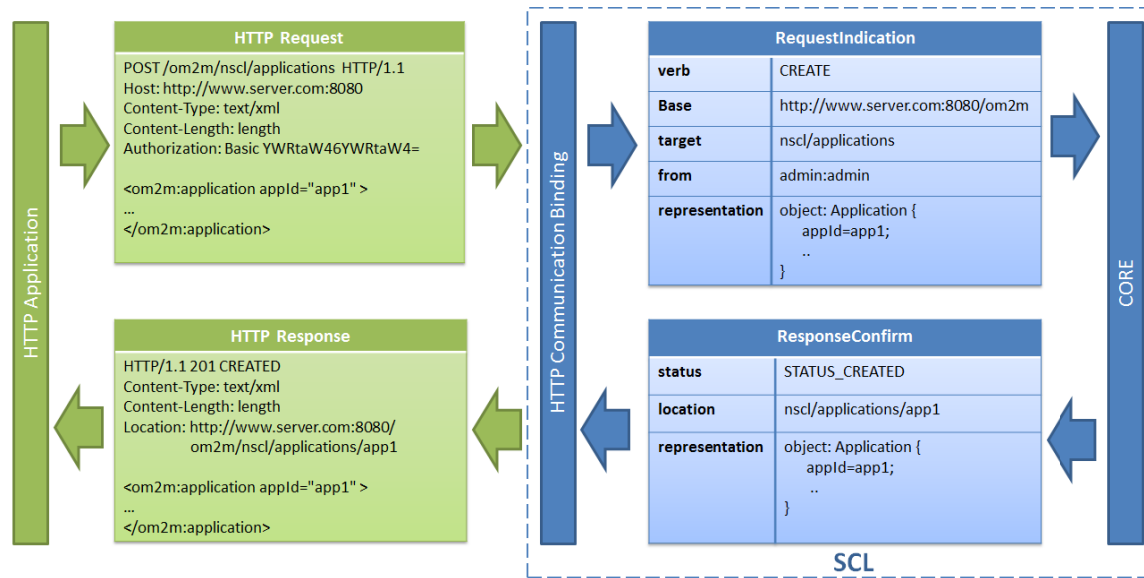 HTTP Application
HTTP Request
POST /om2m/nscl/applications HTTP/1.1
Host: http://www.server.com:8080
Content-Type: text/xml
Content-Length: length
Authorization: Basic YWRtaW46YWRtaW4=
<om2m:application appId="app1" >
...
</om2m:application>
HTTP Response
HTTP/1.1 201 CREATED
Content-Type: text/xml
Content-Length: length
Location: http://www.server.com:8080/
om2m/nscl/applications/app1
<om2m:application appId="app1" >
...
</om2m:application>
HTTP Communication Binding
RequestIndication
verb CREATE
Base http://www.server.com:8080/om2m
target nscl/applications
from admin:admin
representation object: Application {
appId=app1;
..
}
ResponseConfirm
status STATUS_CREATED
location nscl/applications/app1
representation object: Application {
appId=app1;
..
}
CORE
SCL